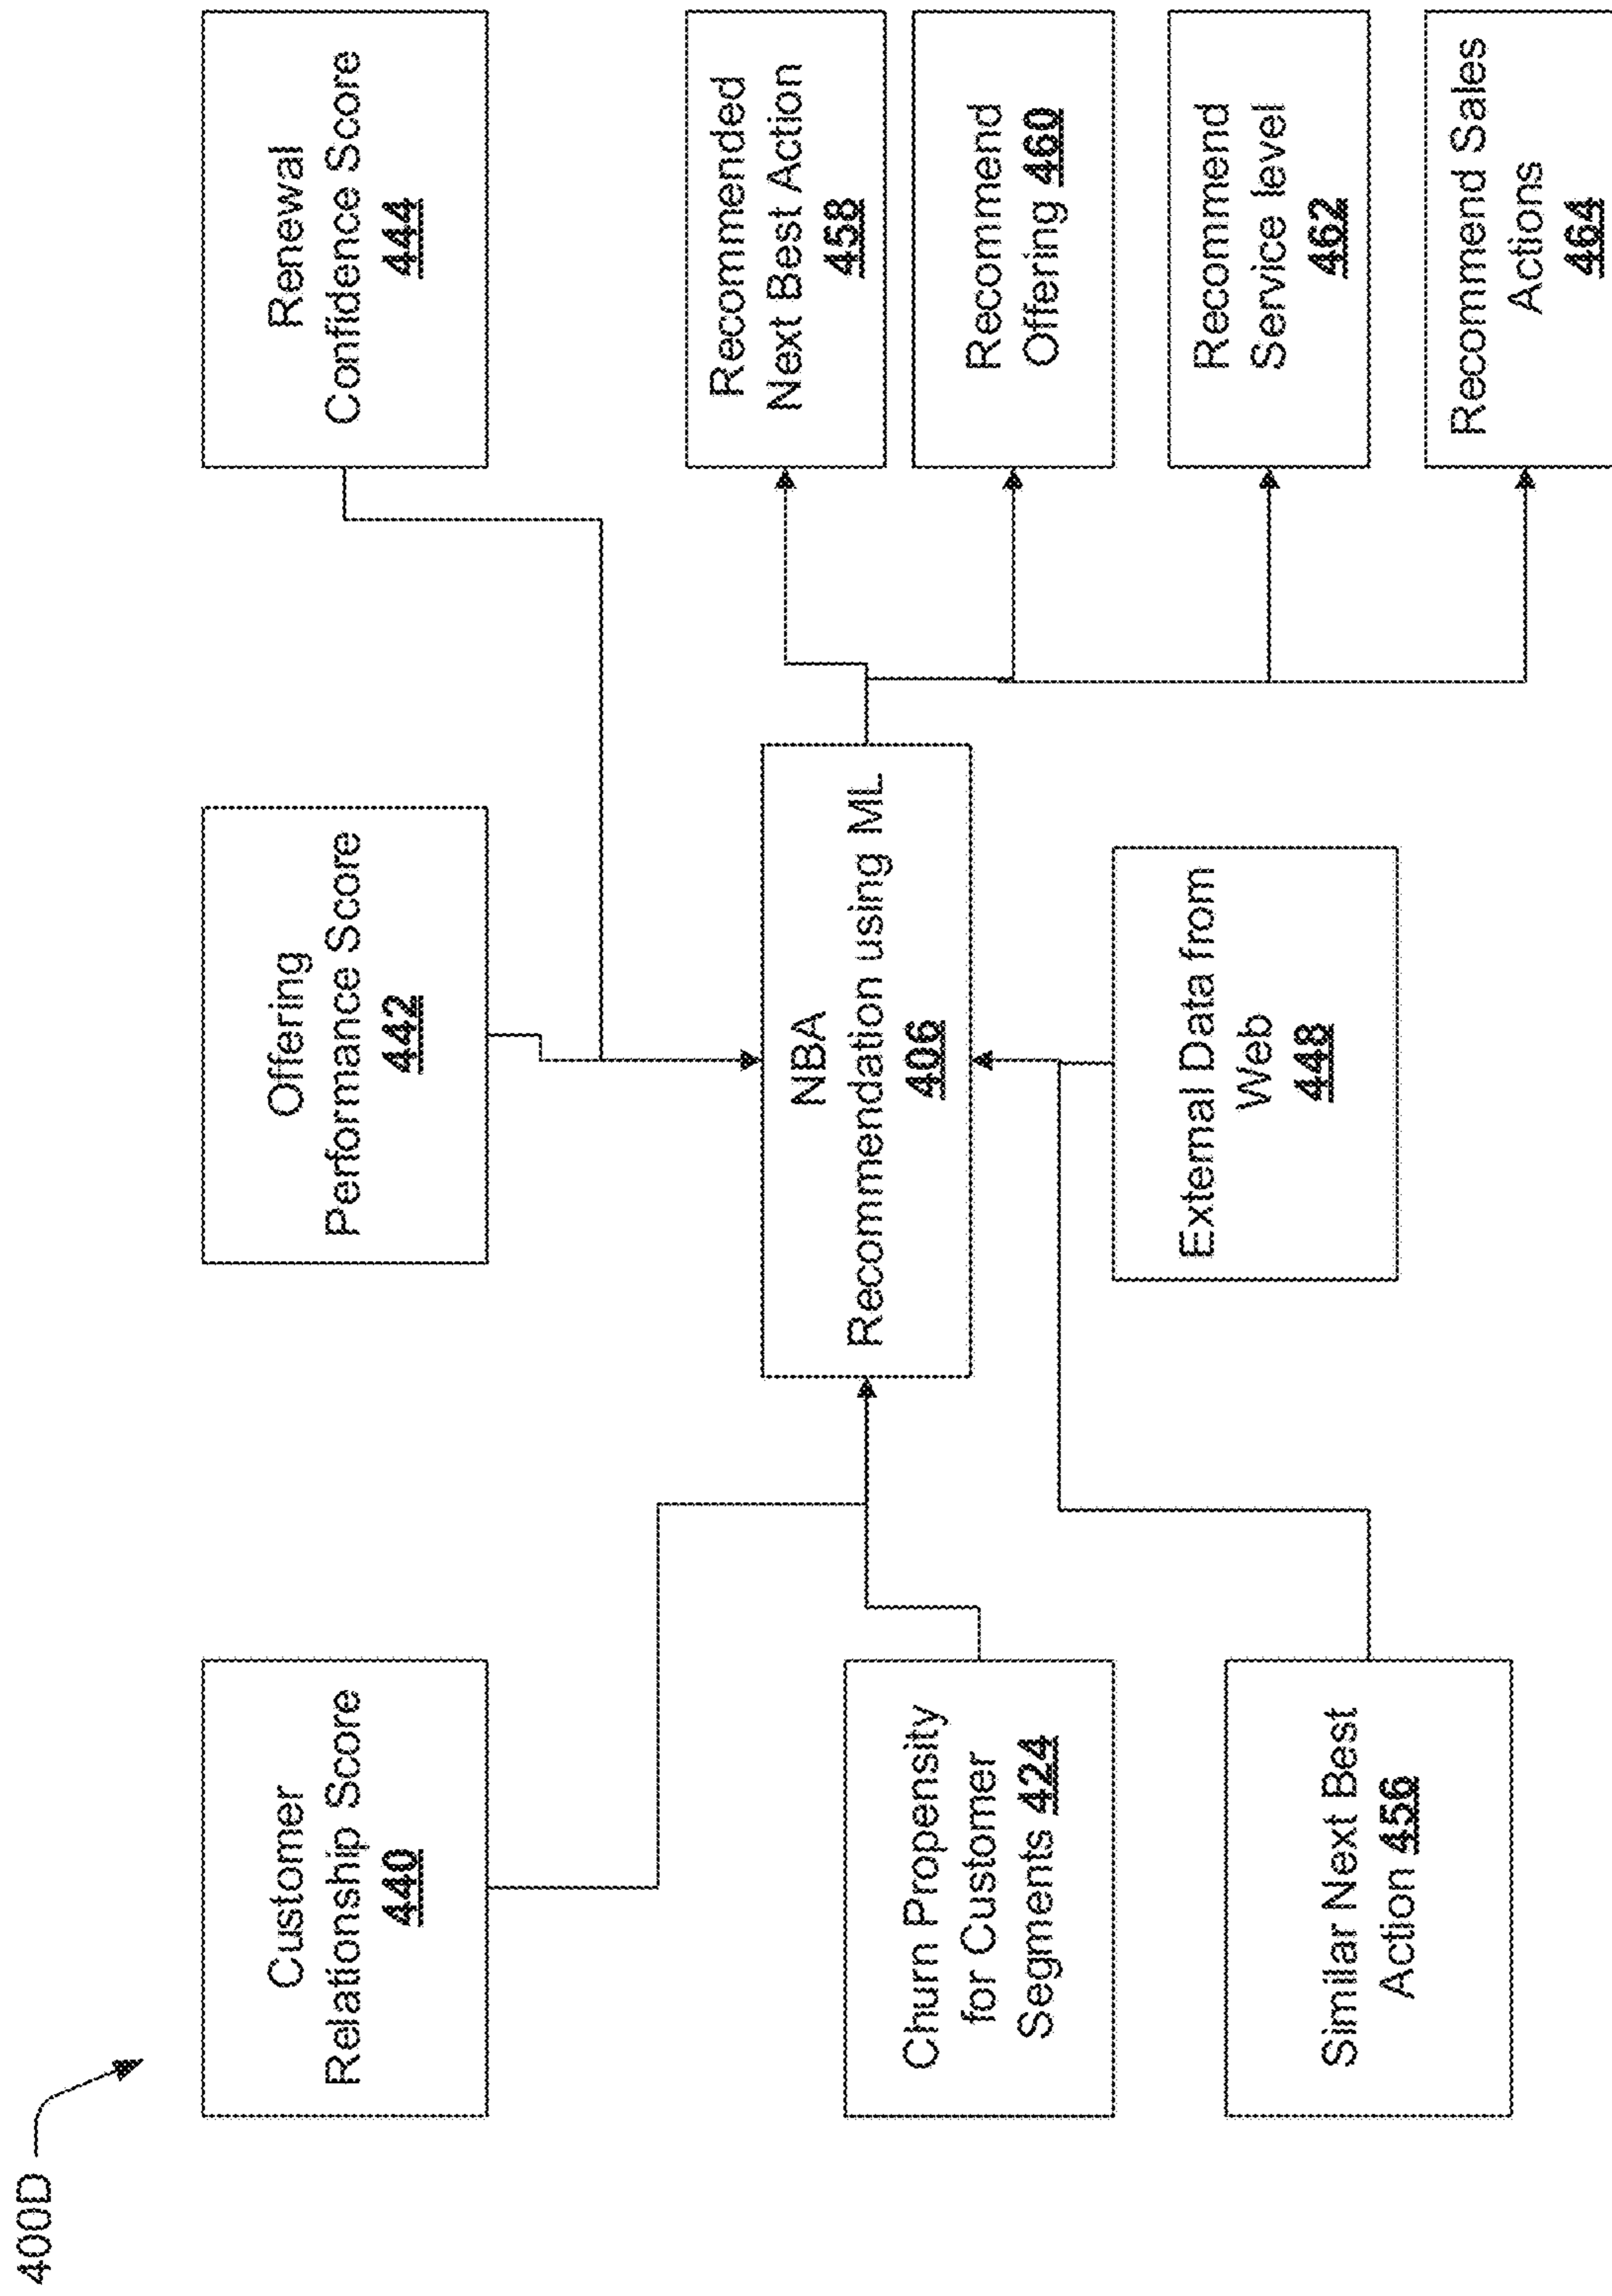 400D
Customer
Relationship Score
440
Offering
Performance Score
442
Renewal
Confidence Score
444
Churn Propensity
for Customer
Segments 424
NBA
Recommendation using ML
406
Recommended
Next Best Action
458
Recommend
Offering 460
Similar Next Best
Action 456
External Data from
Web
448
Recommend
Service level
462
Recommend Sales
Actions
464